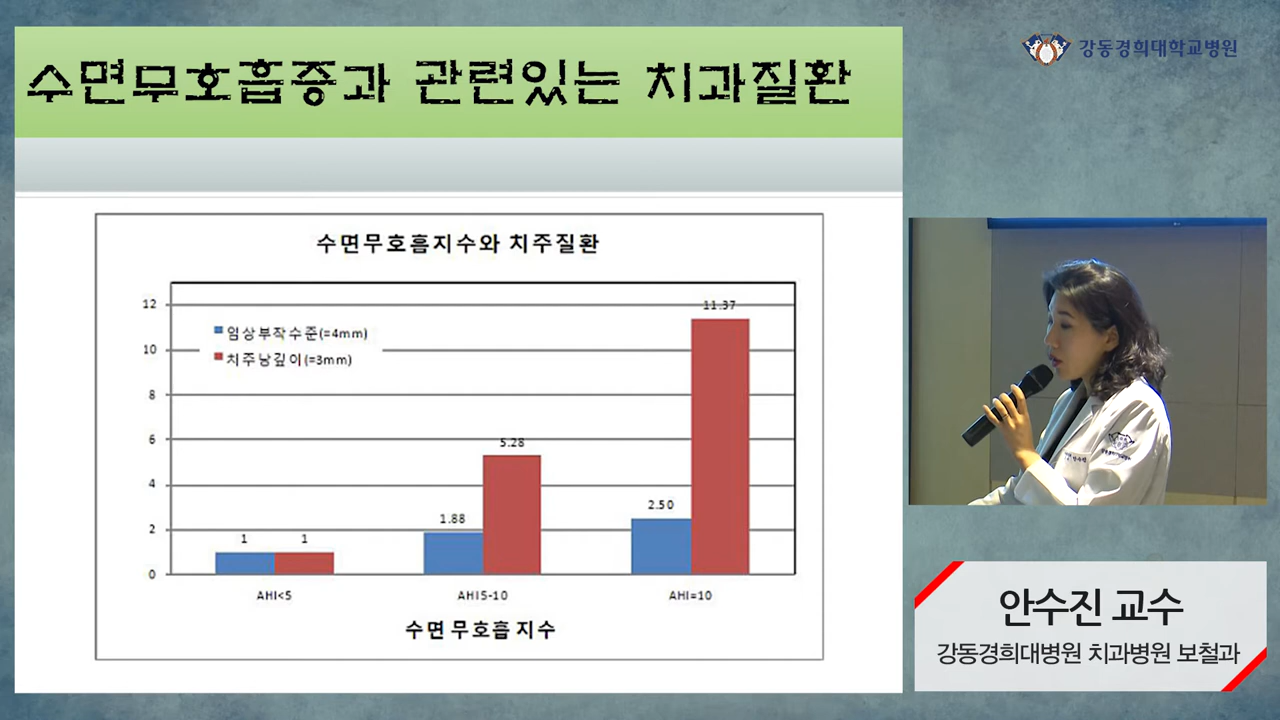 수면무호흡증과 관련있는 치과질환
강동경희대학교병원
수면무호흡지수와 치주질환
임상부착수준(=4mm)
치주낭깊이(=3mm)
12
10
8
6
4
2
0
1
1
1.88
5.28
2.50
11.37
AHI<5
AHI5-10
AHI=10
수면 무호흡 지수
안수진 교수
강동경희대병원 치과병원 보철과